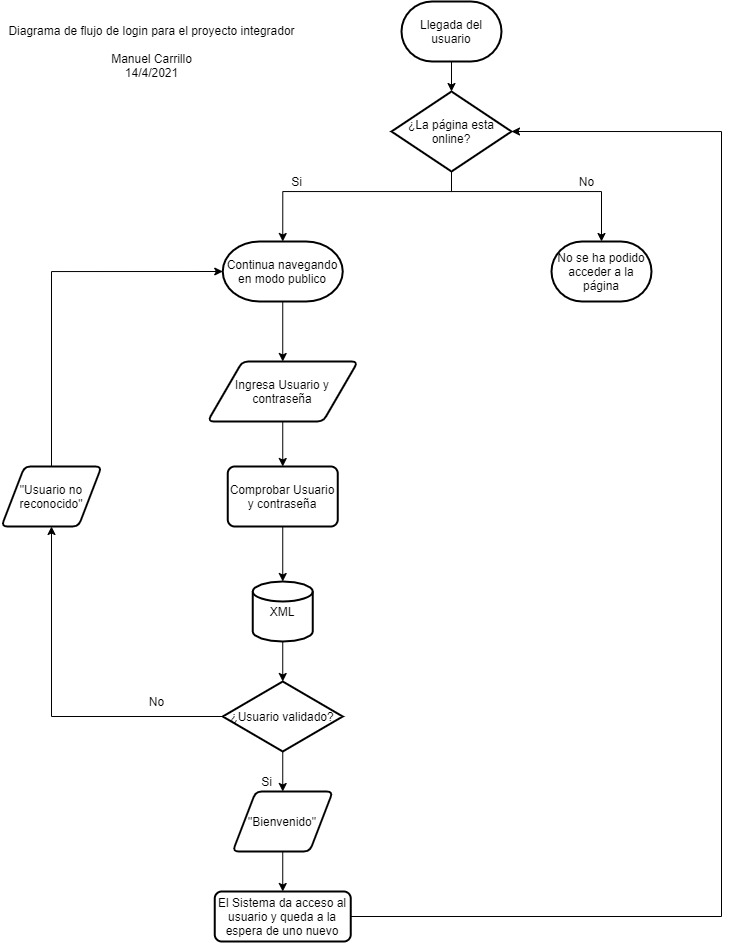 Diagrama de flujo de login para el proyecto integrador
Manuel Carrillo
14/4/2021
Llegada del
usuario
¿La página esta
online?
Si
No
Continua navegando
en modo publico
No se ha podido
acceder a la
página
Ingresa Usuario y
contraseña
"Usuario no
reconocido"
Comprobar Usuario
y contraseña
XML
¿Usuario validado?
No
Si
"Bienvenido"
El Sistema da acceso al
usuario y queda a la
espera de uno nuevo